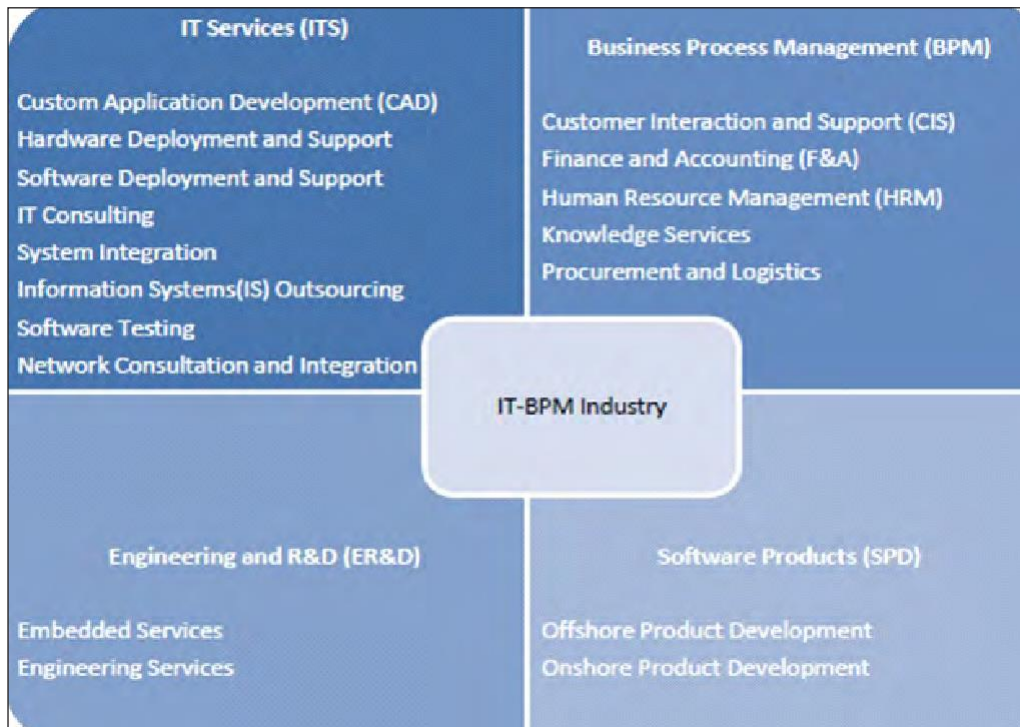 IT Services (ITS)
Custom Application Development (CAD)
Hardware Deployment and Support
Software Deployment and Support
IT Consulting
System Integration
Information Systems(IS) Outsourcing
Software Testing
Network Consultation and Integration
Business Process Management (BPM)
Customer Interaction and Support (CIS)
Finance and Accounting (F&A)
Human Resource Management (HRM)
Knowledge Services
Procurement and Logistics
IT-BPM Industry
Engineering and R&D (ER&D)
Embedded Services
Engineering Services
Software Products (SPD)
Offshore Product Development
Onshore Product Development